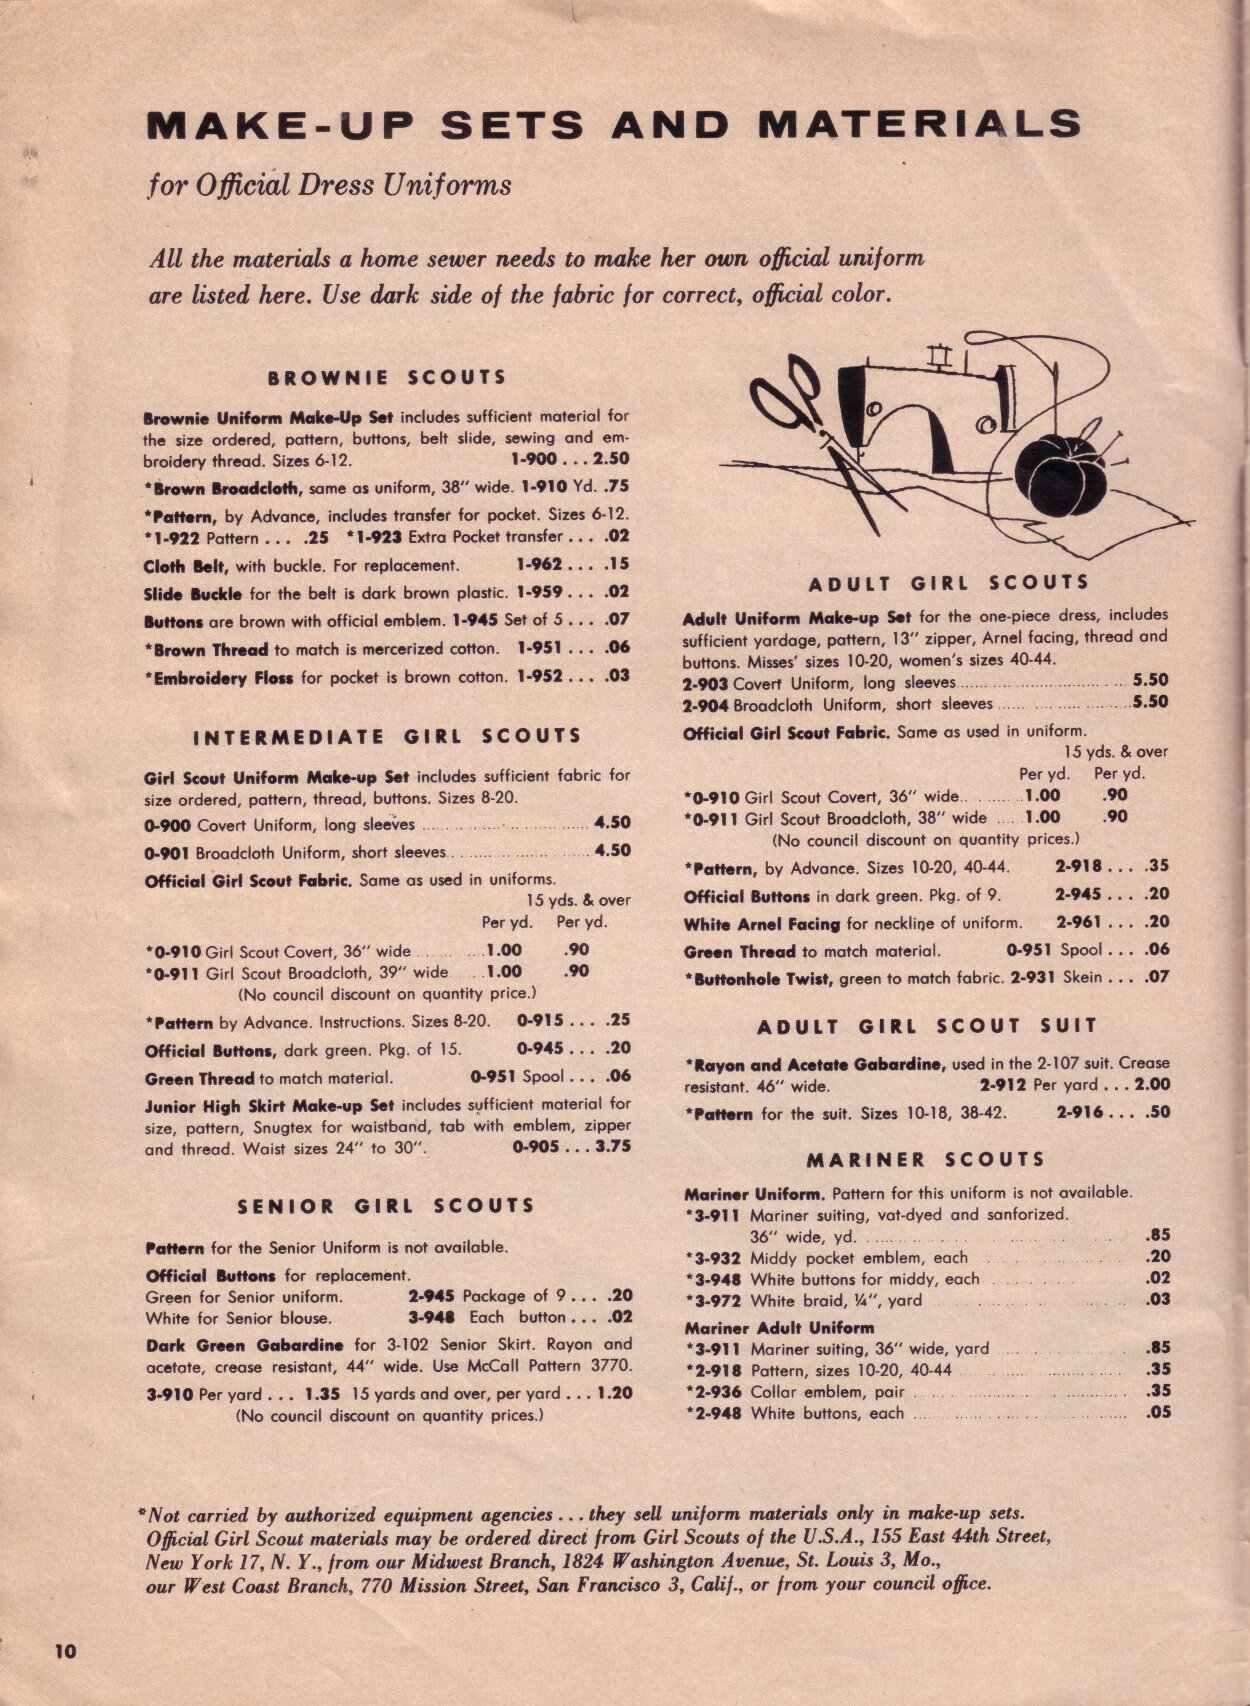 MAKE-UP SETS AND MATERIALS
for Official Dress Uniforms
All the materials a home sewer needs to make her own official uniform
are listed here. Use dark side of the fabric for correct, official color.
BROWNIE SCOUTS
Brownie Uniform Make-Up Set includes sufficient material for
the size ordered, pattern, buttons, belt slide, sewing and em-
broidery thread. Sizes 6-12. 1-900 . . . 2.50
*Brown Broadcloth, same as uniform, 38" wide. 1-910 Yd. .75
*Pattern, by Advance, includes transfer for pocket. Sizes 6-12.
*1-922 Pattern . . . .25 *1-923 Extra Pocket transfer . . . .02
Cloth Belt, with buckle. For replacement. 1-962 . . . .15
Slide Buckle for the belt is dark brown plastic. 1-959 . . . .02
Buttons are brown with official emblem. 1-945 Set of 5 . . . .07
*Brown Thread to match is mercerized cotton. 1-951 . . . .06
*Embroidery Floss for pocket is brown cotton. 1-952 . . . .03
INTERMEDIATE GIRL SCOUTS
Girl Scout Uniform Make-up Set includes sufficient fabric for
size ordered, pattern, thread, buttons. Sizes 8-20.
0-900 Covert Uniform, long sleeves ..... 4.50
0-901 Broadcloth Uniform, short sleeves ..... 4.50
Official Girl Scout Fabric. Same as used in uniforms.
15 yds. & over
Per yd. Per yd.
*0-910 Girl Scout Covert, 36" wide ..... 1.00 .90
*0-911 Girl Scout Broadcloth, 39" wide ..... 1.00 .90
(No council discount on quantity price.)
*Pattern by Advance. Instructions. Sizes 8-20. 0-915 . . . .25
Official Buttons, dark green. Pkg. of 15. 0-945 . . . .20
Green Thread to match material. 0-951 Spool . . . .06
Junior High Skirt Make-up Set includes sufficient material for
size, pattern, Snugtex for waistband, tab with emblem, zipper
and thread. Waist sizes 24" to 30". 0-905 . . . 3.75
SENIOR GIRL SCOUTS
Pattern for the Senior Uniform is not available.
Official Buttons for replacement.
Green for Senior uniform. 2-945 Package of 9 . . . .20
White for Senior blouse. 3-948 Each button . . . .02
Dark Green Gabardine for 3-102 Senior Skirt. Rayon and
acetate, crease resistant, 44" wide. Use McCall Pattern 3770.
3-910 Per yard . . . 1.35 15 yards and over, per yard . . . 1.20
(No council discount on quantity prices.)
ADULT GIRL SCOUTS
Adult Uniform Make-up Set for the one-piece dress, includes
sufficient yardage, pattern, 13" zipper, Arnel facing, thread and
buttons. Misses' sizes 10-20, women's sizes 40-44.
2-903 Covert Uniform, long sleeves ..... 5.50
2-904 Broadcloth Uniform, short sleeves ..... 5.50
Official Girl Scout Fabric. Same as used in uniform.
15 yds. & over
Per yd. Per yd.
*0-910 Girl Scout Covert, 36" wide ..... 1.00 .90
*0-911 Girl Scout Broadcloth, 38" wide ..... 1.00 .90
(No council discount on quantity prices.)
*Pattern, by Advance. Sizes 10-20, 40-44. 2-918 . . . .35
Official Buttons in dark green. Pkg. of 9. 2-945 . . . .20
White Arnel Facing for neckline of uniform. 2-961 . . . .20
Green Thread to match material. 0-951 Spool . . . .06
*Buttonhole Twist, green to match fabric. 2-931 Skein . . . .07
ADULT GIRL SCOUT SUIT
*Rayon and Acetate Gabardine, used in the 2-107 suit. Crease
resistant. 46" wide. 2-912 Per yard . . . 2.00
*Pattern for the suit. Sizes 10-18, 38-42. 2-916 . . . .50
MARINER SCOUTS
Mariner Uniform. Pattern for this uniform is not available.
*3-911 Mariner suiting, vat-dyed and sanforized.
36" wide, yd. ..... .85
*3-932 Middy pocket emblem, each ..... .20
*3-948 White buttons for middy, each ..... .02
*3-972 White braid, ¼", yard ..... .03
Mariner Adult Uniform
*3-911 Mariner suiting, 36" wide, yard ..... .85
*2-918 Pattern, sizes 10-20, 40-44 ..... .35
*2-936 Collar emblem, pair ..... .35
*2-948 White buttons, each ..... .05
*Not carried by authorized equipment agencies . . . they sell uniform materials only in make-up sets.
Official Girl Scout materials may be ordered direct from Girl Scouts of the U.S.A., 155 East 44th Street,
New York 17, N. Y., from our Midwest Branch, 1824 Washington Avenue, St. Louis 3, Mo.,
our West Coast Branch, 770 Mission Street, San Francisco 3, Calif., or from your council office.
10